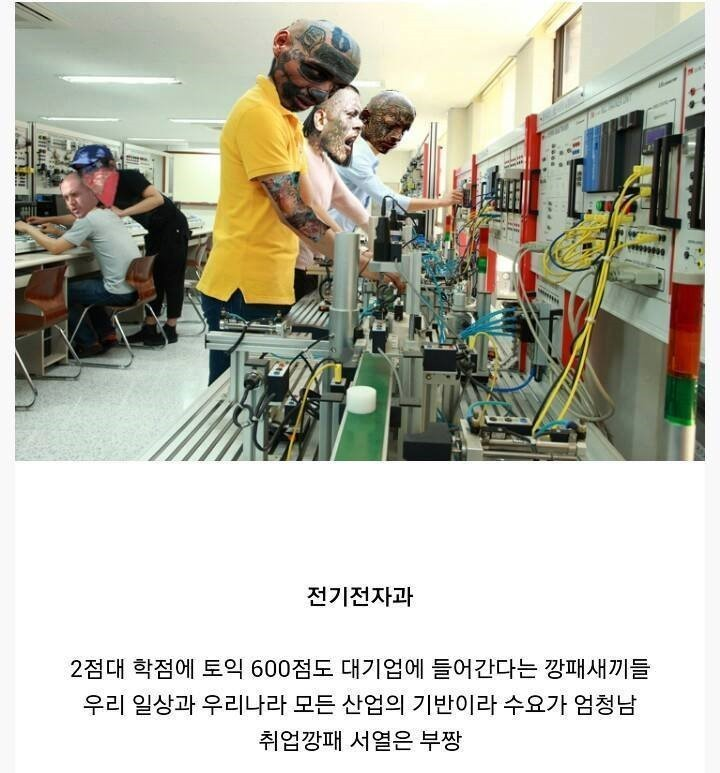 전기전자과
2점대 학점에 토익 600점도 대기업에 들어간다는 깡패새끼들
우리 일상과 우리나라 모든 산업의 기반이라 수요가 엄청남
취업깡패 서열은 부짱